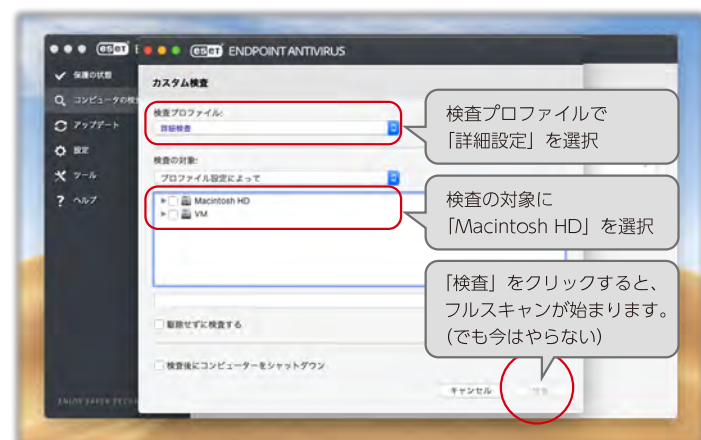 eset ENDPOINT ANTIVIRUS
保護の状態
コンピュータの検
アップデート
設定
ツール
ヘルプ
カスタム検査
検査プロファイル:
詳細検査
検査の対象:
プロファイル設定によって
Macintosh HD
VM
駆除せずに検査する
検査後にコンピューターをシャットダウン
キャンセル
検査
検査プロファイルで
「詳細設定」を選択
検査の対象に
「Macintosh HD」を選択
「検査」をクリックすると、
フルスキャンが始まります。
(でも今はやらない)